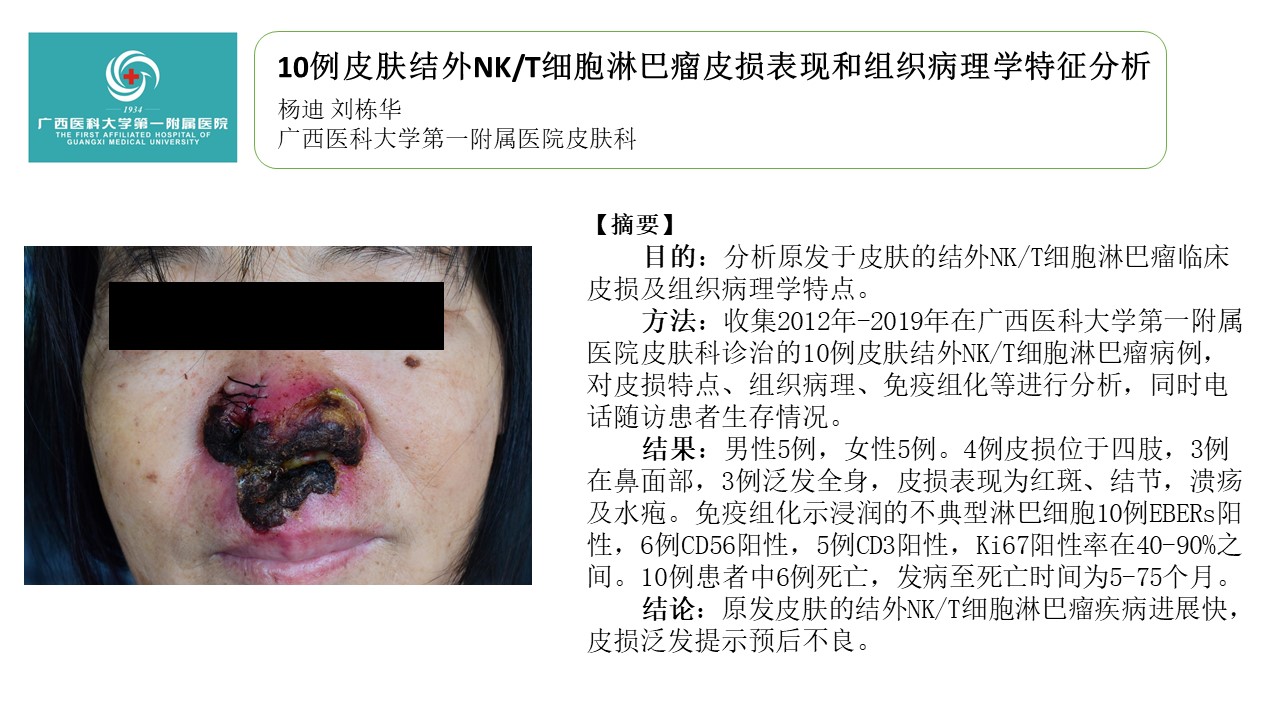 1934
广西医科大学第一附属医院
THE FIRST AFFILIATED HOSPITAL OF
GUANGXI MEDICAL UNIVERSITY
10例皮肤结外NK/T细胞淋巴瘤皮损表现和组织病理学特征分析
杨迪 刘栋华
广西医科大学第一附属医院皮肤科
【摘要】
目的：分析原发于皮肤的结外NK/T细胞淋巴瘤临床
皮损及组织病理学特点。
方法：收集2012年-2019年在广西医科大学第一附属
医院皮肤科诊治的10例皮肤结外NK/T细胞淋巴瘤病例，
对皮损特点、组织病理、免疫组化等进行分析，同时电
话随访患者生存情况。
结果：男性5例，女性5例。4例皮损位于四肢，3例
在鼻面部，3例泛发全身，皮损表现为红斑、结节，溃疡
及水疱。免疫组化示浸润的不典型淋巴细胞10例EBERs阳
性，6例CD56阳性，5例CD3阳性，Ki67阳性率在40-90%之
间。10例患者中6例死亡，发病至死亡时间为5-75个月。
结论：原发皮肤的结外NK/T细胞淋巴瘤疾病进展快，
皮损泛发提示预后不良。